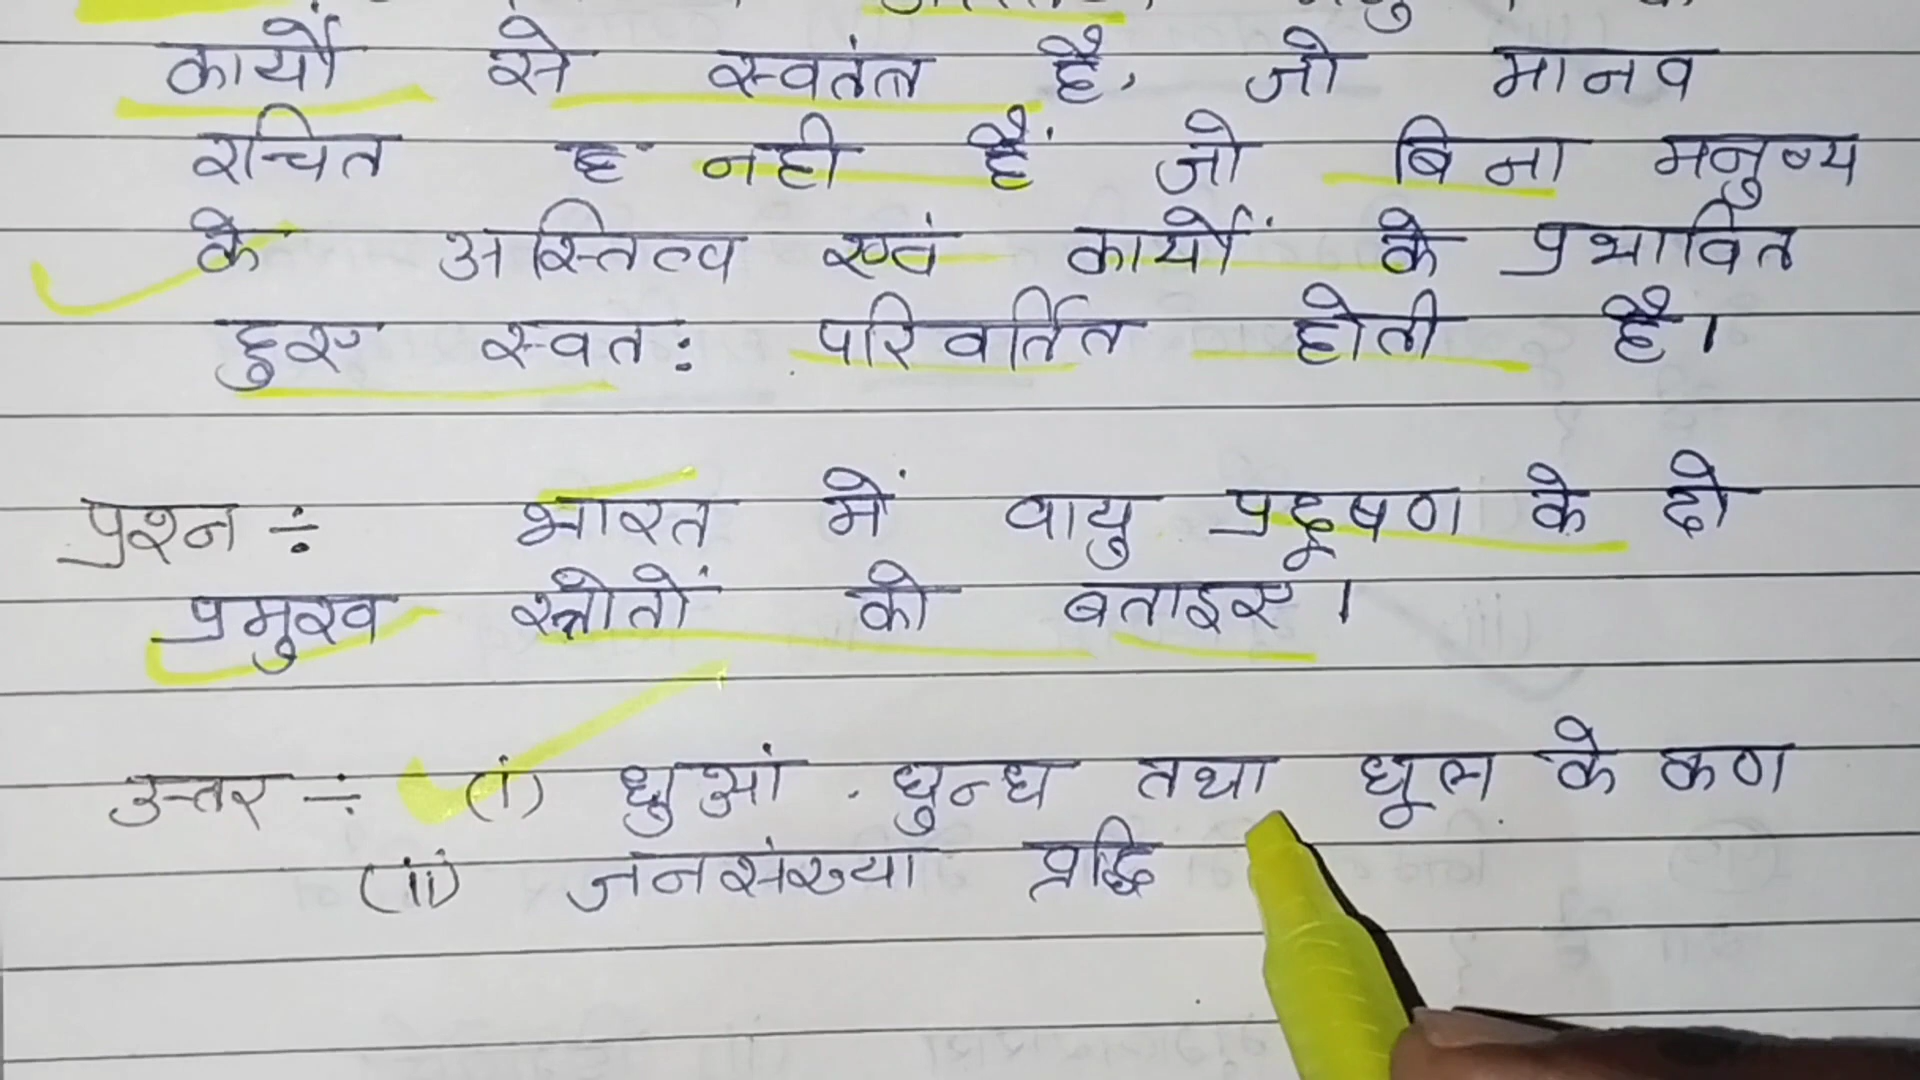 कार्यों से स्वतंत्र है, जो मानव
रचित नही हैं जो बिना मनुष्य
के अस्तित्व एवं कार्यों के प्रभावित
हुए स्वतः परिवर्तित होती है।
प्रश्न ÷ भारत में वायु प्रदूषण के दो
प्रमुख स्त्रोतों को बताइए।
उत्तर ÷ (i) धुआं, धुन्ध तथा धूल के कण
(ii) जनसंख्या व्रद्धि